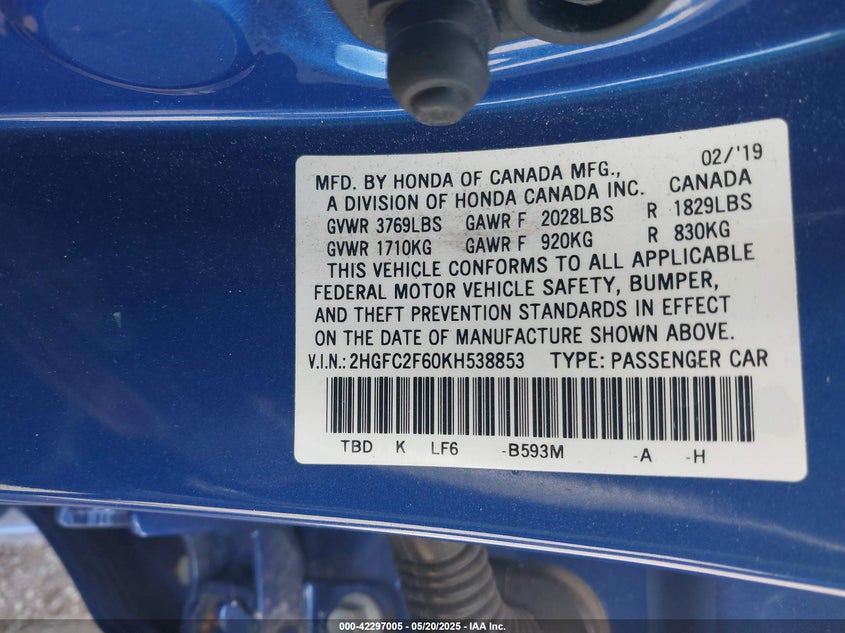 02/'19
MFD. BY HONDA OF CANADA MFG.,
A DIVISION OF HONDA CANADA INC. CANADA
GVWR 3769LBS GAWR F 2028LBS R 1829LBS
GVWR 1710KG GAWR F 920KG R 830KG
THIS VEHICLE CONFORMS TO ALL APPLICABLE
FEDERAL MOTOR VEHICLE SAFETY, BUMPER,
AND THEFT PREVENTION STANDARDS IN EFFECT
ON THE DATE OF MANUFACTURE SHOWN ABOVE.
V.I.N.: 2HGFC2F60KH538853 TYPE: PASSENGER CAR
TBD K LF6 -B593M -A -H
000-42297005 - 05/20/2025 - IAA Inc.